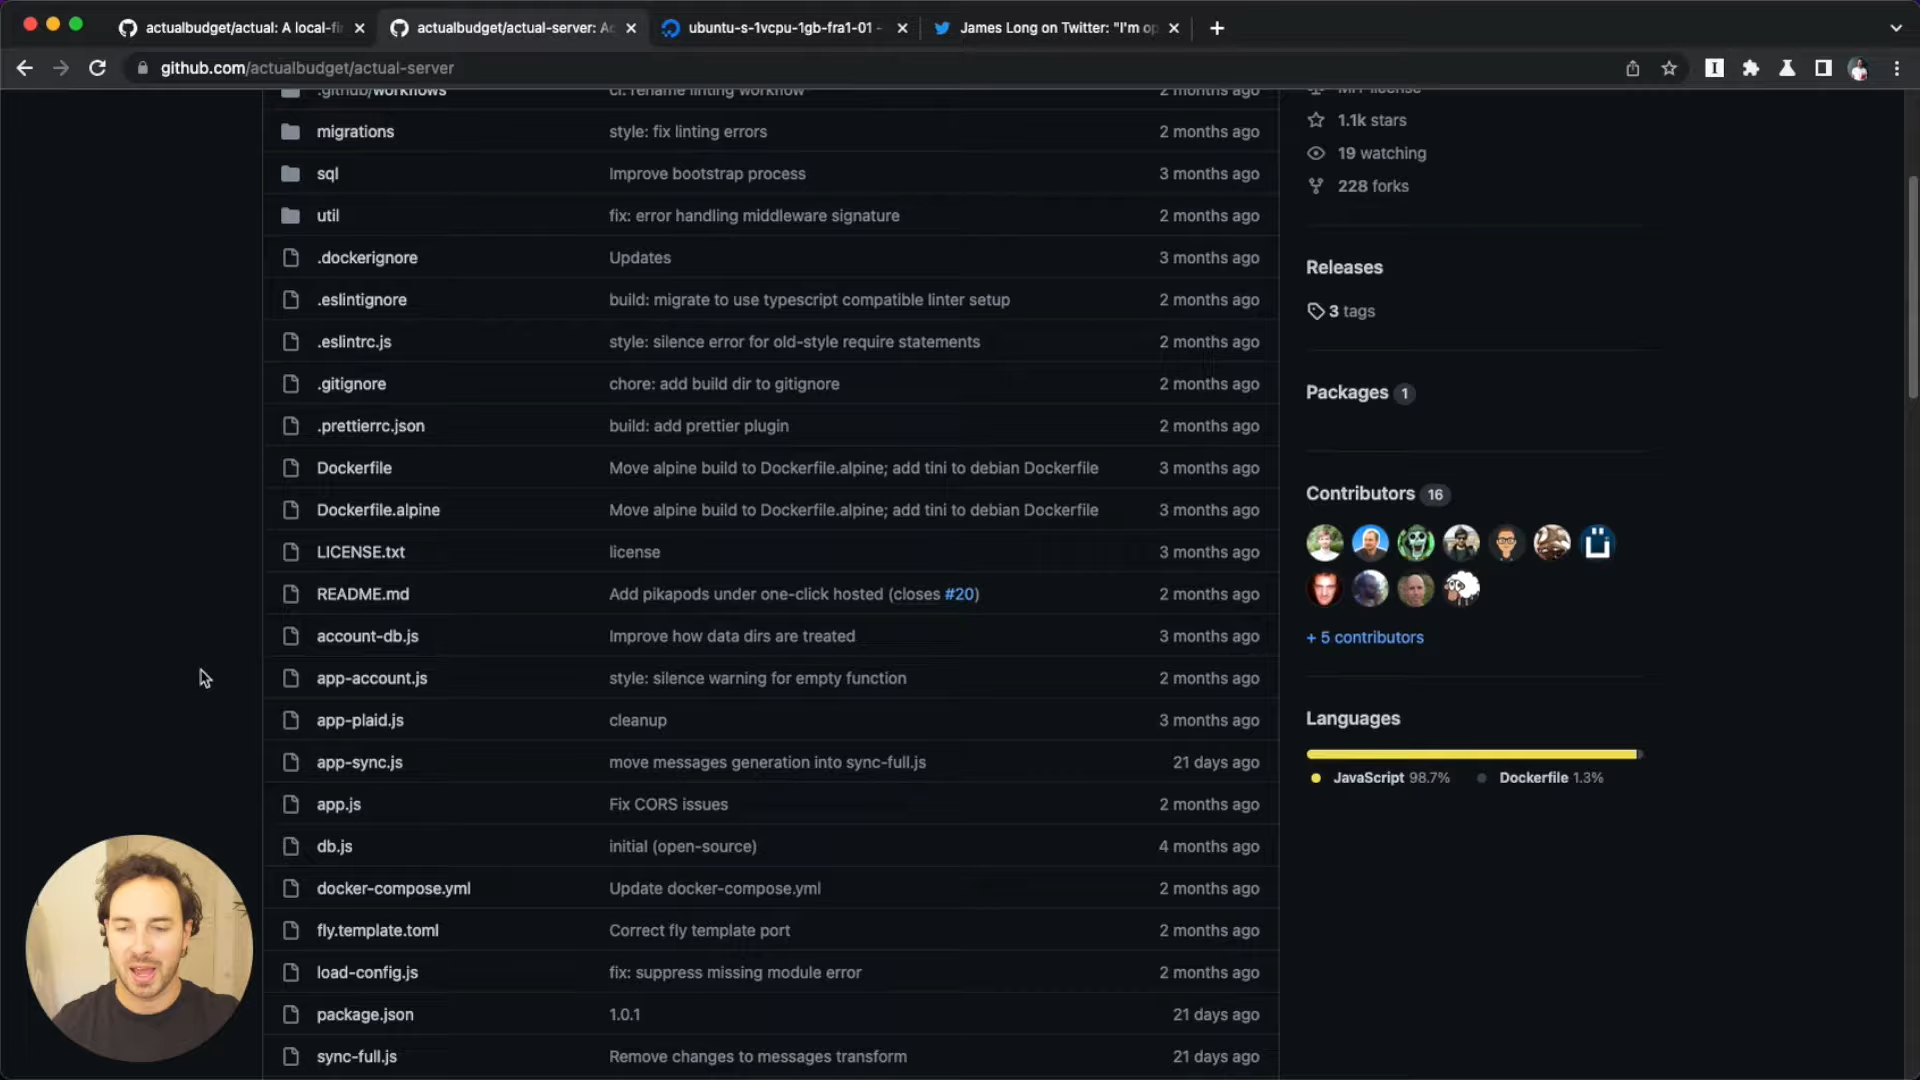 actualbudget/actual: A local-fi
actualbudget/actual-server: Ac
ubuntu-s-1vcpu-1gb-fra1-01 -
James Long on Twitter: "I'm op
github.com/actualbudget/actual-server
.github/workflows
ci: rename linting workflow
2 months ago
migrations
style: fix linting errors
2 months ago
sql
Improve bootstrap process
3 months ago
util
fix: error handling middleware signature
2 months ago
.dockerignore
Updates
3 months ago
.eslintignore
build: migrate to use typescript compatible linter setup
2 months ago
.eslintrc.js
style: silence error for old-style require statements
2 months ago
.gitignore
chore: add build dir to gitignore
2 months ago
.prettierrc.json
build: add prettier plugin
2 months ago
Dockerfile
Move alpine build to Dockerfile.alpine; add tini to debian Dockerfile
3 months ago
Dockerfile.alpine
Move alpine build to Dockerfile.alpine; add tini to debian Dockerfile
3 months ago
LICENSE.txt
license
3 months ago
README.md
Add pikapods under one-click hosted (closes #20)
2 months ago
account-db.js
Improve how data dirs are treated
3 months ago
app-account.js
style: silence warning for empty function
2 months ago
app-plaid.js
cleanup
3 months ago
app-sync.js
move messages generation into sync-full.js
21 days ago
app.js
Fix CORS issues
2 months ago
db.js
initial (open-source)
4 months ago
docker-compose.yml
Update docker-compose.yml
2 months ago
fly.template.toml
Correct fly template port
2 months ago
load-config.js
fix: suppress missing module error
2 months ago
package.json
1.0.1
21 days ago
sync-full.js
Remove changes to messages transform
21 days ago
MIT license
1.1k stars
19 watching
228 forks
Releases
3 tags
Packages 1
Contributors 16
+ 5 contributors
Languages
JavaScript 98.7%
Dockerfile 1.3%